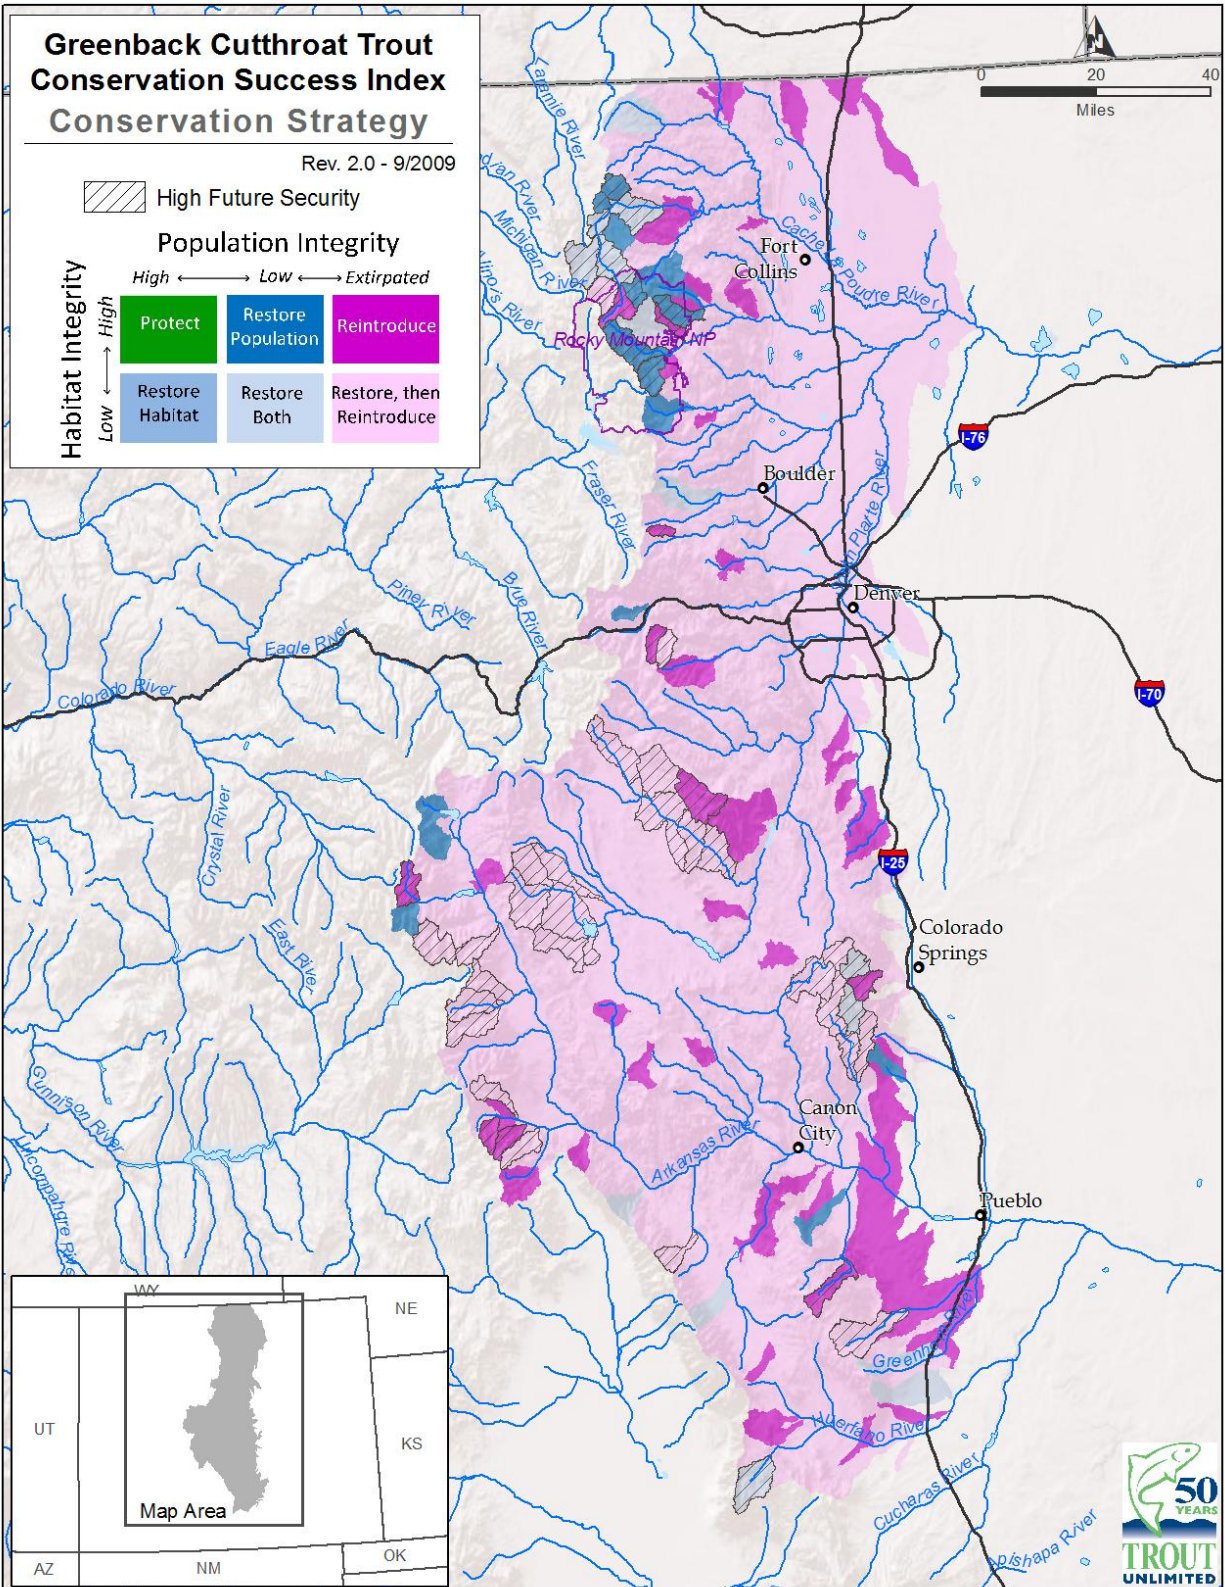 Greenback Cutthroat Trout
Conservation Success Index
Conservation Strategy
Rev. 2.0 - 9/2009
High Future Security
Population Integrity
High
Low
Extirpated
Habitat Integrity
High
Low
Protect
Restore
Population
Reintroduce
Restore
Habitat
Restore
Both
Restore, then
Reintroduce
N
0
20
40
Miles
Laramie River
Michigan River
Fort
Collins
Cache La Poudre River
Rocky Mountain NP
I-76
Boulder
Fraser River
Platte River
Denver
Piney River
Blue River
Eagle River
Colorado River
I-70
Crystal River
I-25
East River
Colorado
Springs
Gunnison River
Canon
City
Arkansas River
Pueblo
Greenhorn River
Huerfano River
Cucharas River
Apishapa River
WY
NE
UT
KS
Map Area
AZ
NM
OK
50
YEARS
TROUT
UNLIMITED